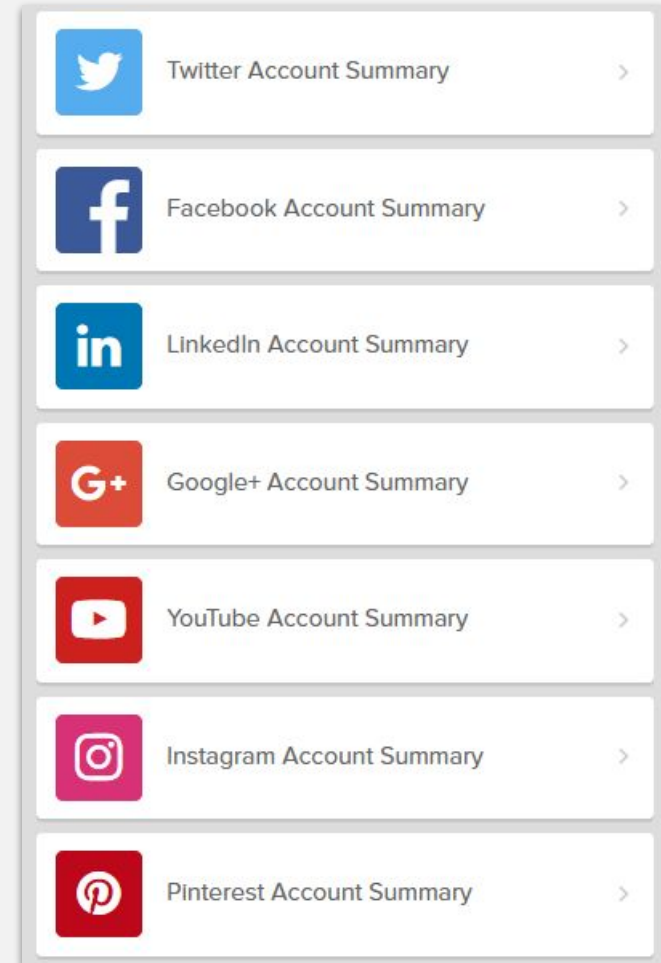 Twitter Account Summary
Facebook Account Summary
in LinkedIn Account Summary
G+ Google+ Account Summary
YouTube Account Summary
Instagram Account Summary
Pinterest Account Summary